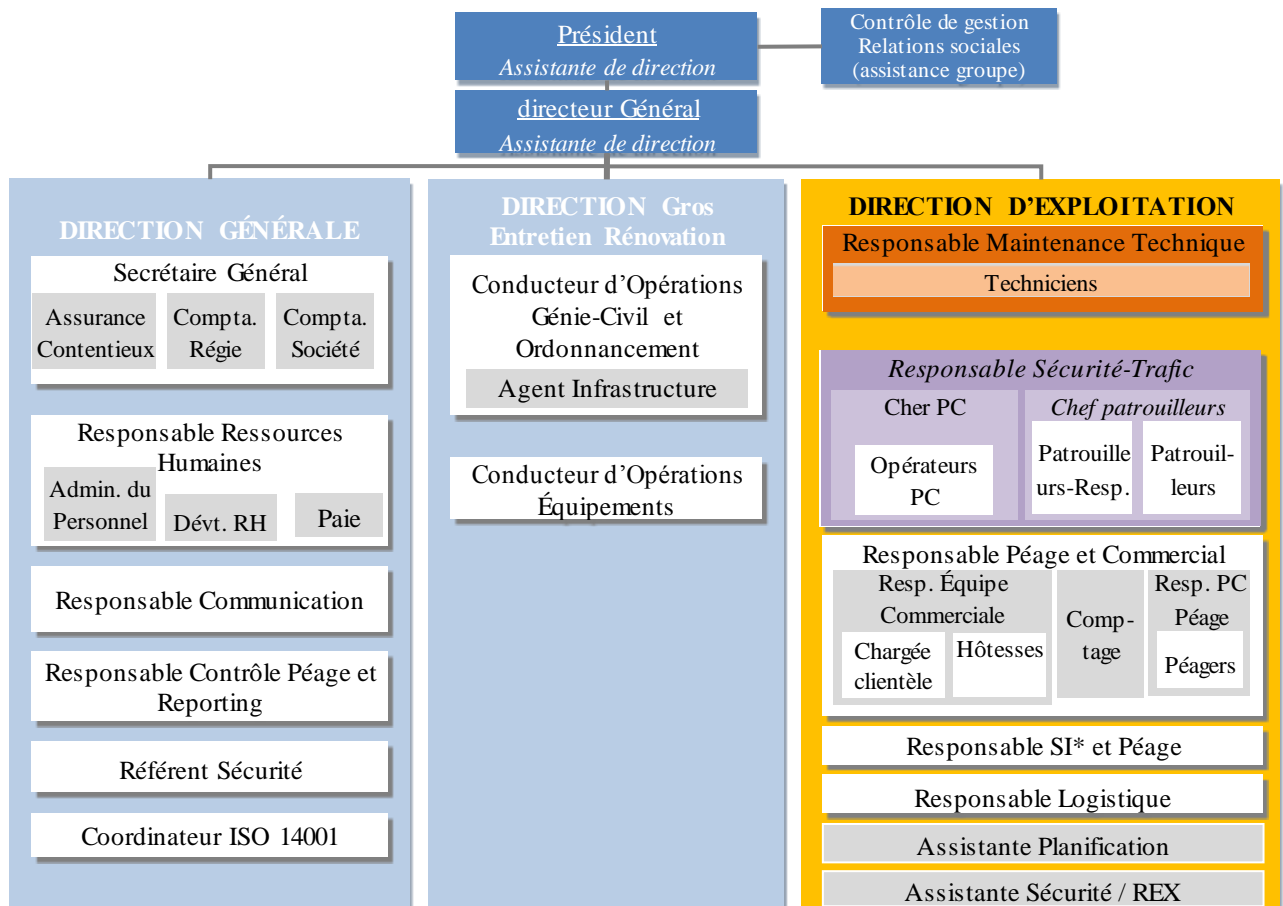 Président
Assistante de direction
Contrôle de gestion
Relations sociales
(assistance groupe)
directeur Général
Assistante de direction
DIRECTION GÉNÉRALE
Secrétaire Général
Assurance
Contentieux
Compta.
Régie
Compta.
Société
Responsable Ressources
Humaines
Admin. du
Personnel
Dévt. RH
Paie
Responsable Communication
Responsable Contrôle Péage et
Reporting
Référent Sécurité
Coordinateur ISO 14001
DIRECTION Gros
Entretien Rénovation
Conducteur d’Opérations
Génie-Civil et
Ordonnancement
Agent Infrastructure
Conducteur d’Opérations
Équipements
DIRECTION D’EXPLOITATION
Responsable Maintenance Technique
Techniciens
Responsable Sécurité-Trafic
Cher PC
Opérateurs
PC
Chef patrouilleurs
Patrouille
urs-Resp.
Patrouil-
leurs
Responsable Péage et Commercial
Resp. Équipe
Commerciale
Chargée
clientèle
Hôtesses
Comp-
tage
Resp. PC
Péage
Péagers
Responsable SI* et Péage
Responsable Logistique
Assistante Planification
Assistante Sécurité / REX